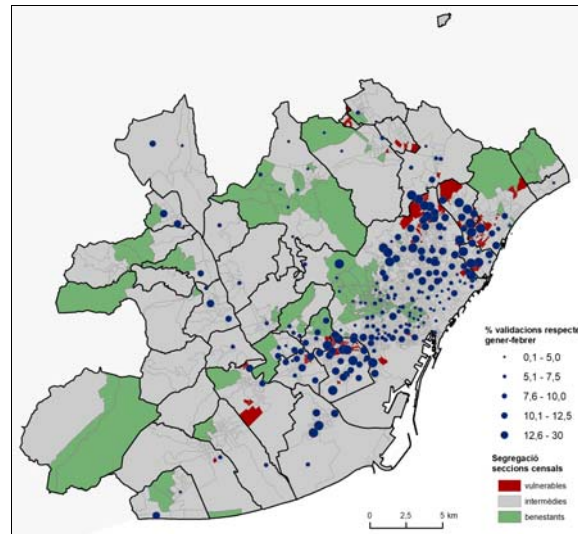 % validacions respecte
gener-febrer
0,1 - 5,0
5,1 - 7,5
7,6 - 10,0
10,1 - 12,5
12,6 - 30
Segregació
seccions censals
vulnerables
intermèdies
benestants
0 2,5 5 km